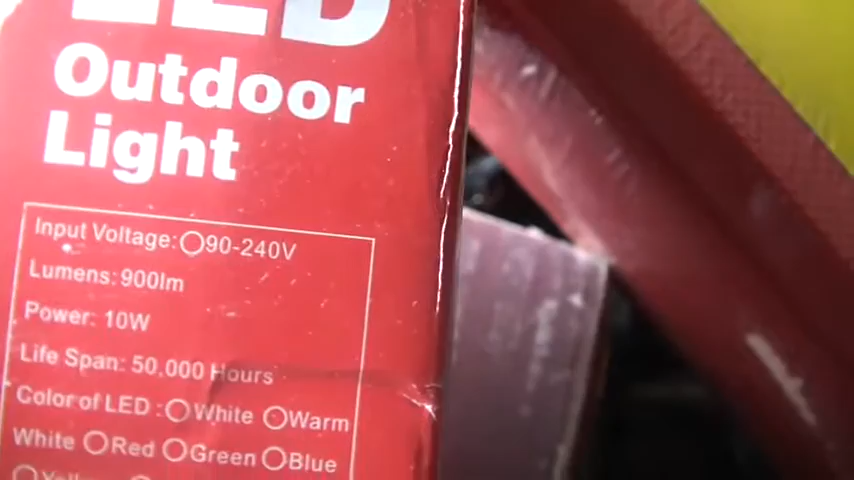 LED
Outdoor
Light
Input Voltage:○90-240V
Lumens:900lm
Power: 10W
Life Span:50.000 Hours
Color of LED:○White ○Warm
White ○Red ○Green ○Blue